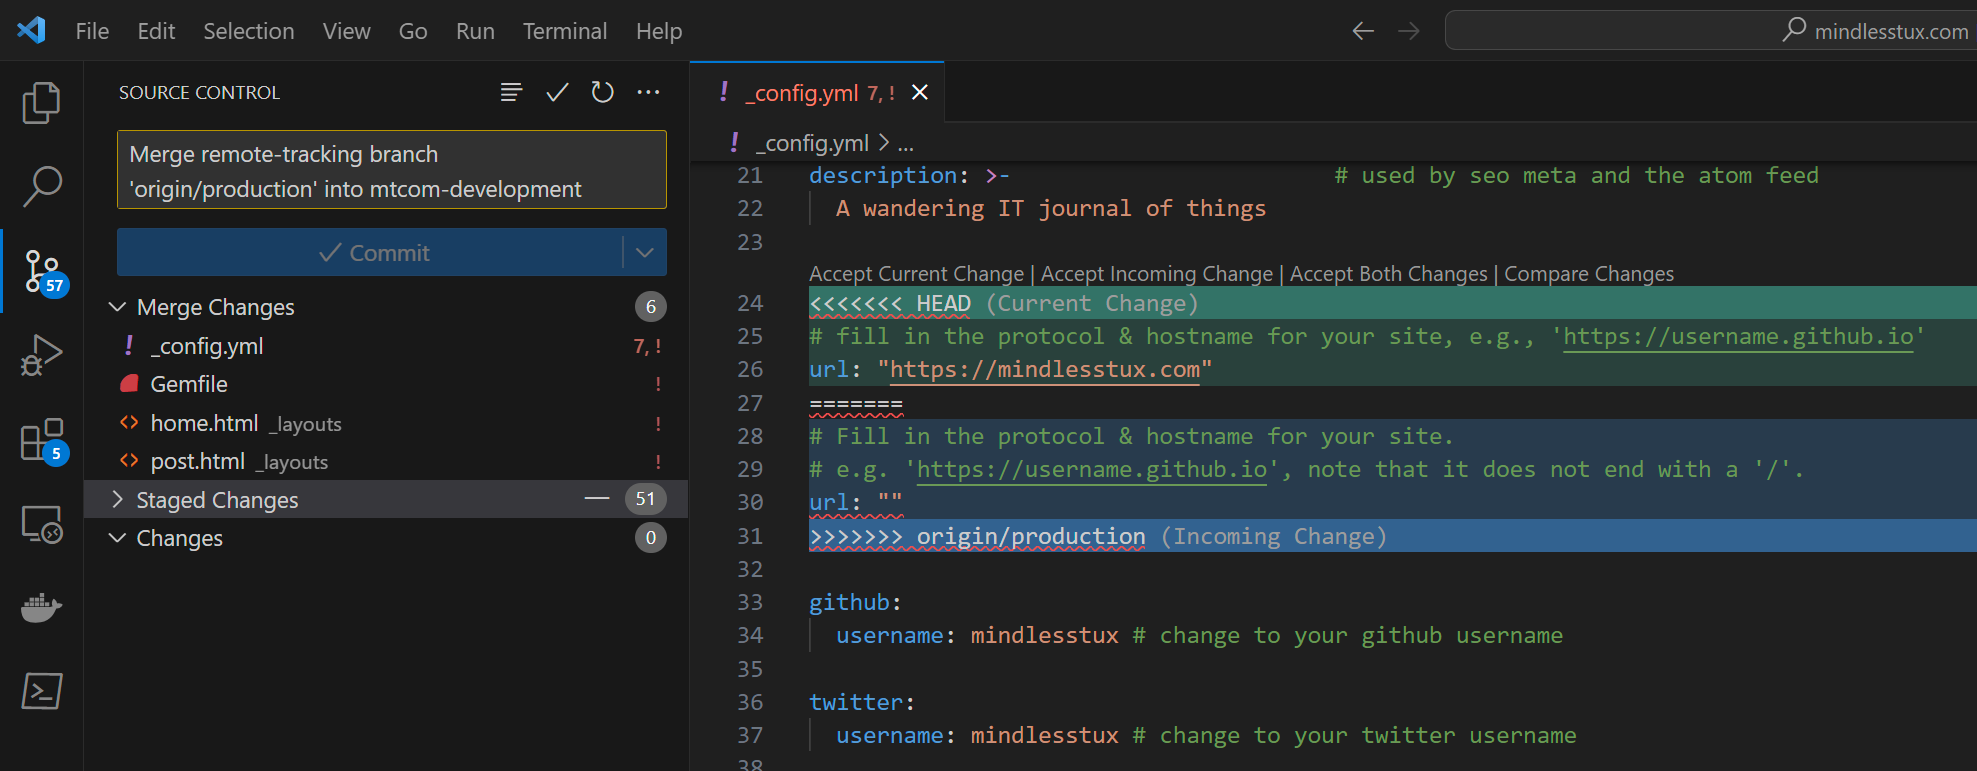 File Edit Selection View Go Run Terminal Help
mindlesstux.com
SOURCE CONTROL
Merge remote-tracking branch
'origin/production' into mtcom-development
Commit
Merge Changes 6
! _config.yml 7, !
Gemfile !
<> home.html _layouts !
<> post.html _layouts !
Staged Changes 51
Changes 0
57
5
! _config.yml 7, !
! _config.yml > ...
21 description: >- # used by seo meta and the atom feed
22 A wandering IT journal of things
23
Accept Current Change | Accept Incoming Change | Accept Both Changes | Compare Changes
24 <<<<<<< HEAD (Current Change)
25 # fill in the protocol & hostname for your site, e.g., 'https://username.github.io'
26 url: "https://mindlesstux.com"
27 =======
28 # Fill in the protocol & hostname for your site.
29 # e.g. 'https://username.github.io', note that it does not end with a '/'.
30 url: ""
31 >>>>>>> origin/production (Incoming Change)
32
33 github:
34 username: mindlesstux # change to your github username
35
36 twitter:
37 username: mindlesstux # change to your twitter username
38